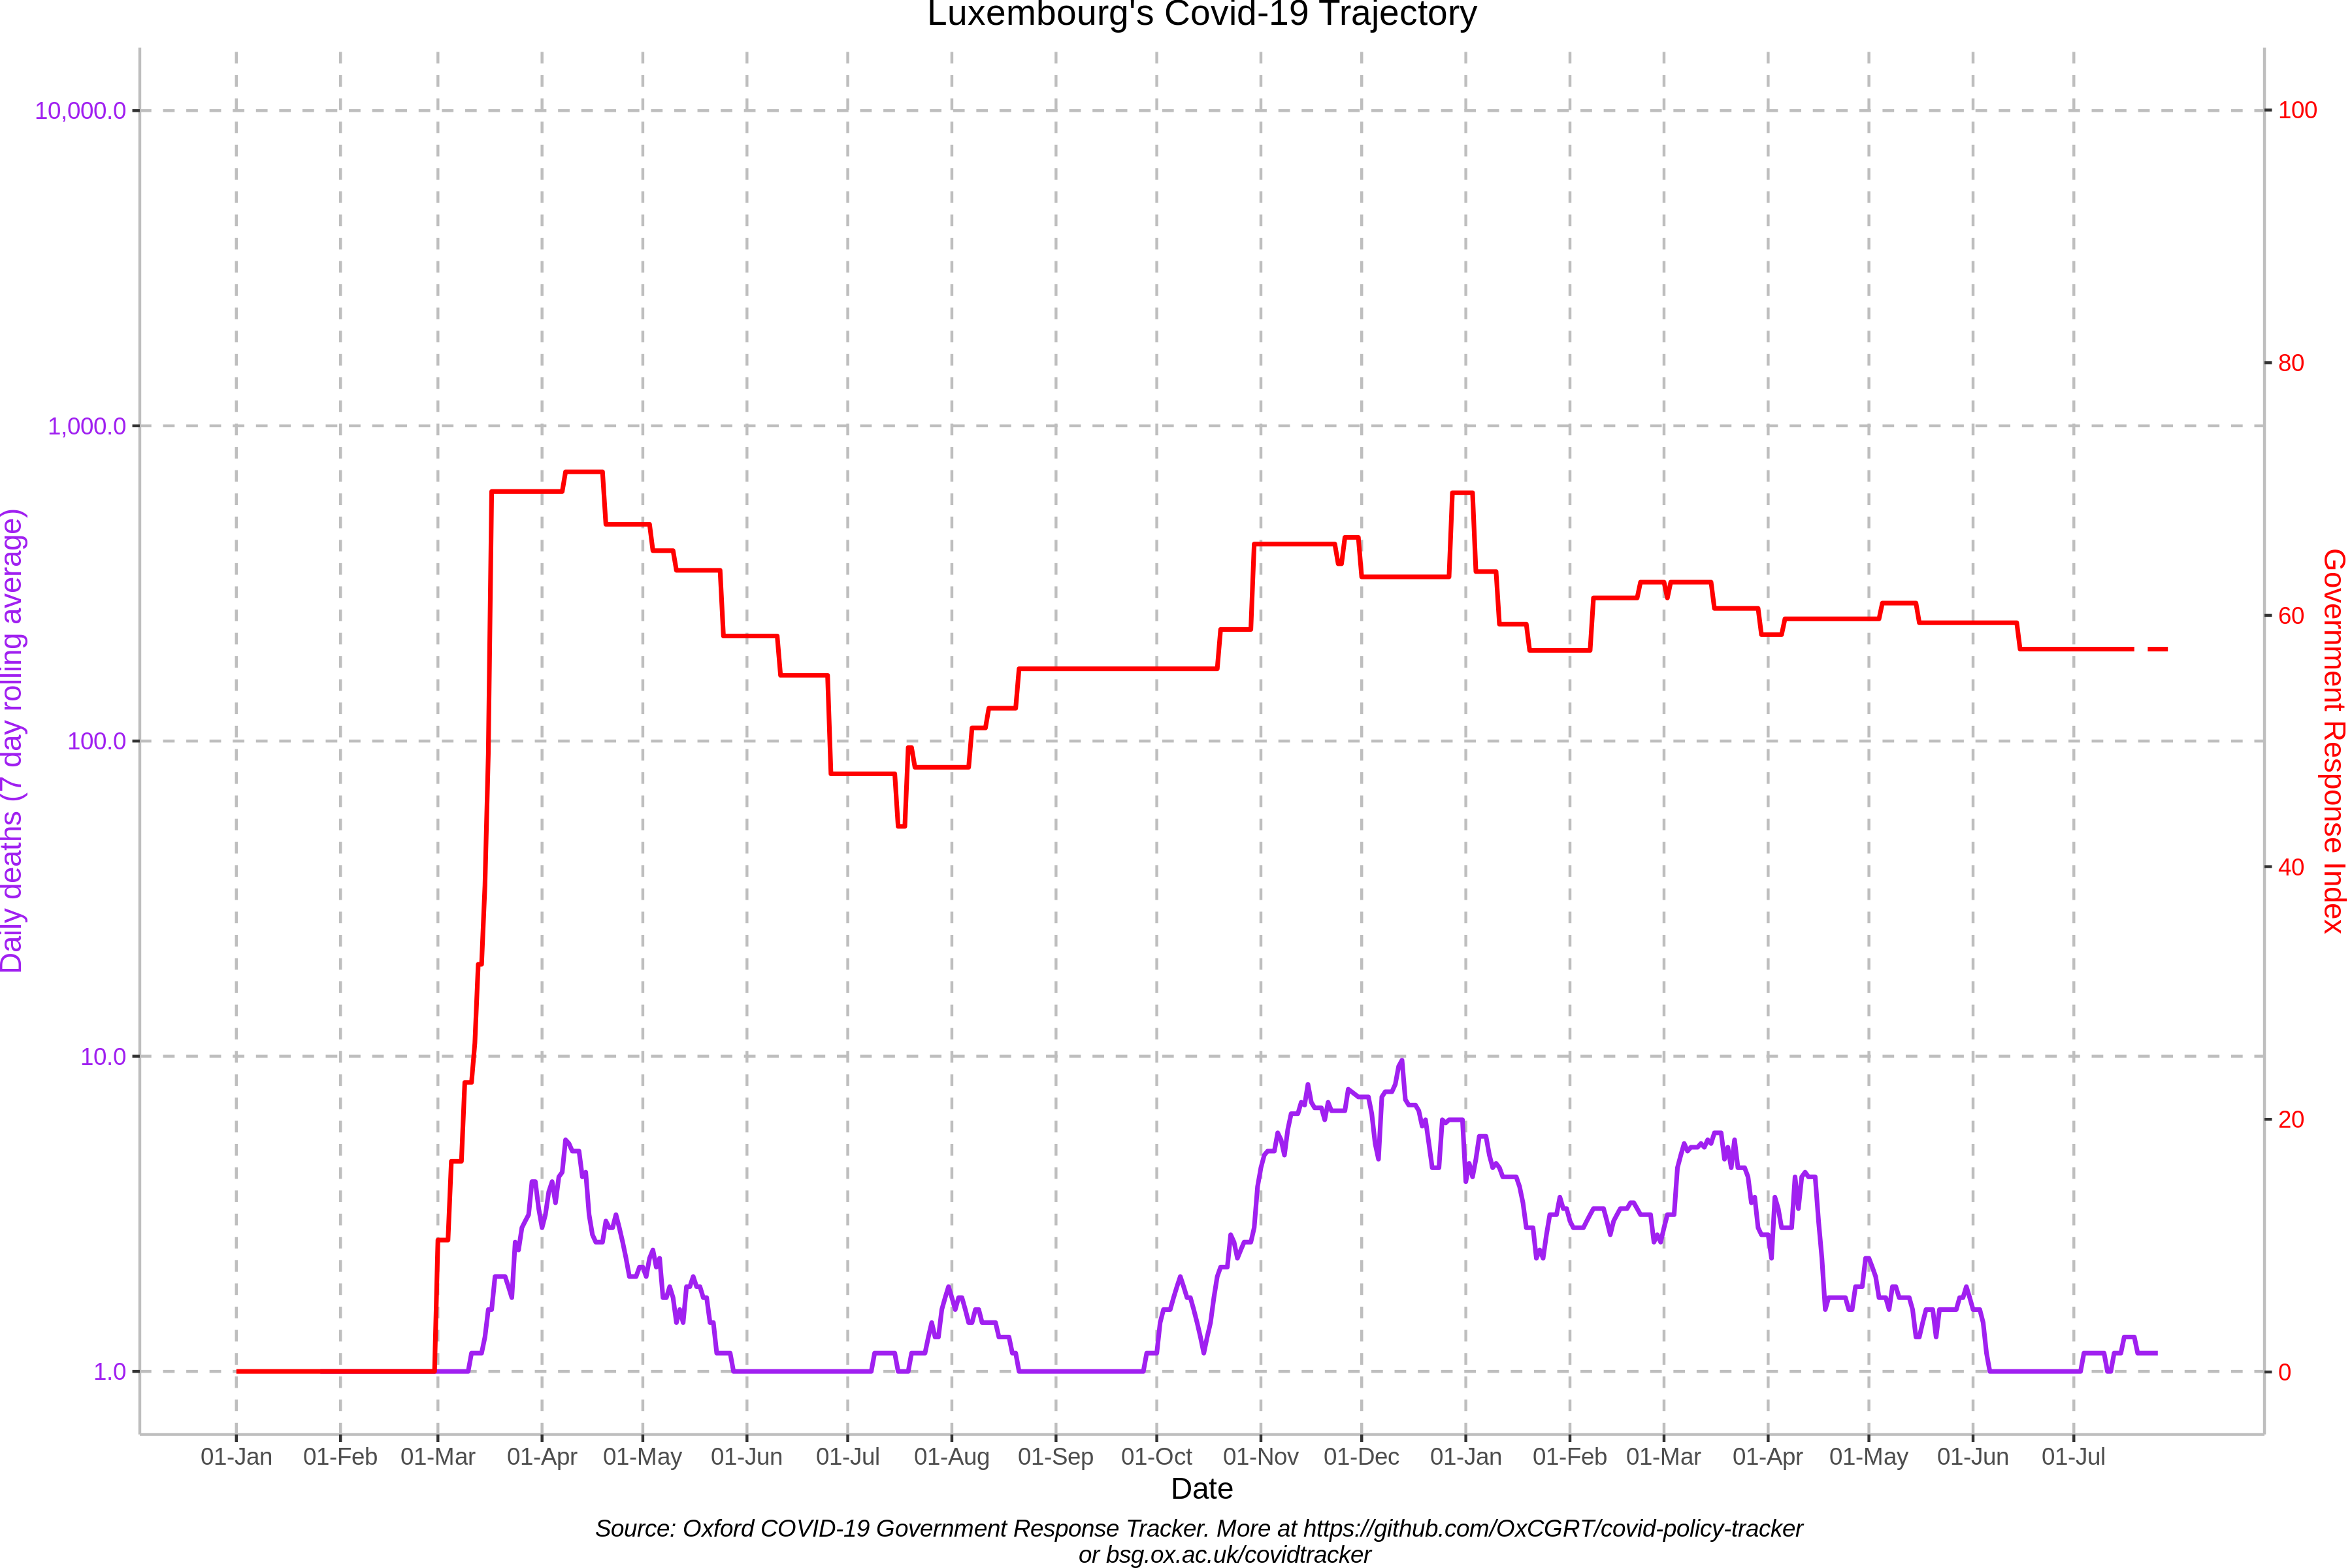 Luxembourg's Covid-19 Trajectory
10,000.0
1,000.0
100.0
10.0
1.0
Daily deaths (7 day rolling average)
100
80
60
40
20
0
Government Response Index
01-Jan 01-Feb 01-Mar 01-Apr 01-May 01-Jun 01-Jul 01-Aug 01-Sep 01-Oct 01-Nov 01-Dec 01-Jan 01-Feb 01-Mar 01-Apr 01-May 01-Jun 01-Jul
Date
Source: Oxford COVID-19 Government Response Tracker. More at https://github.com/OxCGRT/covid-policy-tracker
or bsg.ox.ac.uk/covidtracker